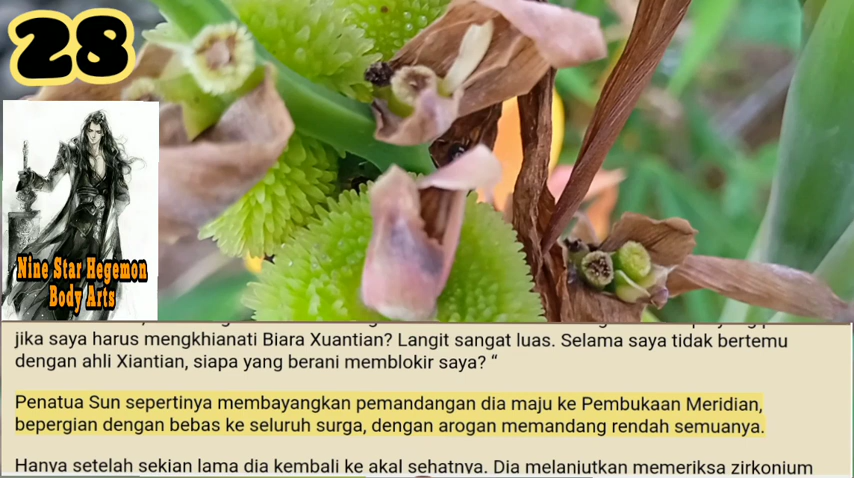 28
Nine Star Hegemon
Body Arts
jika saya harus mengkhianati Biara Xuantian? Langit sangat luas. Selama saya tidak bertemu
dengan ahli Xiantian, siapa yang berani memblokir saya? “
Penatua Sun sepertinya membayangkan pemandangan dia maju ke Pembukaan Meridian,
bepergian dengan bebas ke seluruh surga, dengan arogan memandang rendah semuanya.
Hanya setelah sekian lama dia kembali ke akal sehatnya. Dia melanjutkan memeriksa zirkonium